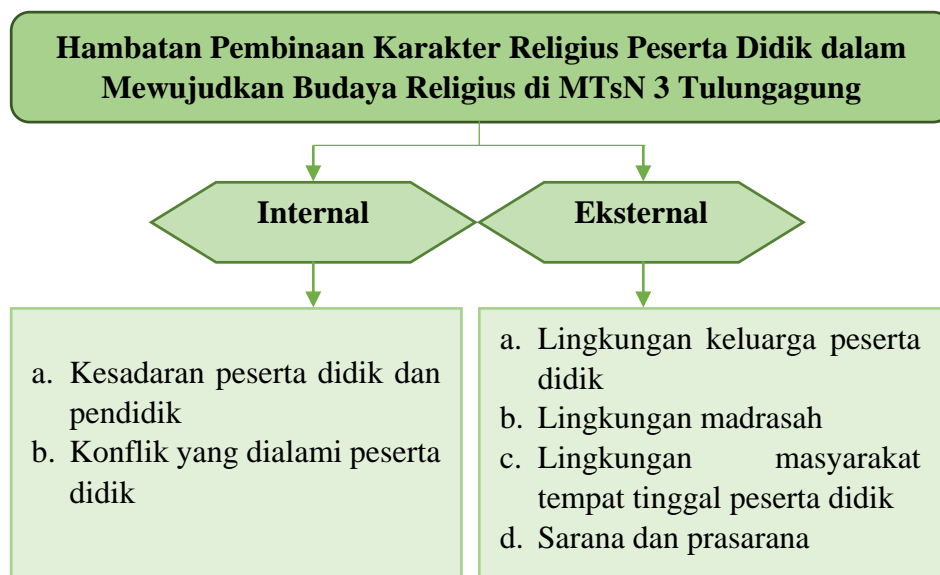 Hambatan Pembinaan Karakter Religius Peserta Didik dalam
Mewujudkan Budaya Religius di MTsN 3 Tulungagung
Internal
Eksternal
a. Kesadaran peserta didik dan
pendidik
b. Konflik yang dialami peserta
didik
a. Lingkungan keluarga peserta
didik
b. Lingkungan madrasah
c. Lingkungan masyarakat
tempat tinggal peserta didik
d. Sarana dan prasarana